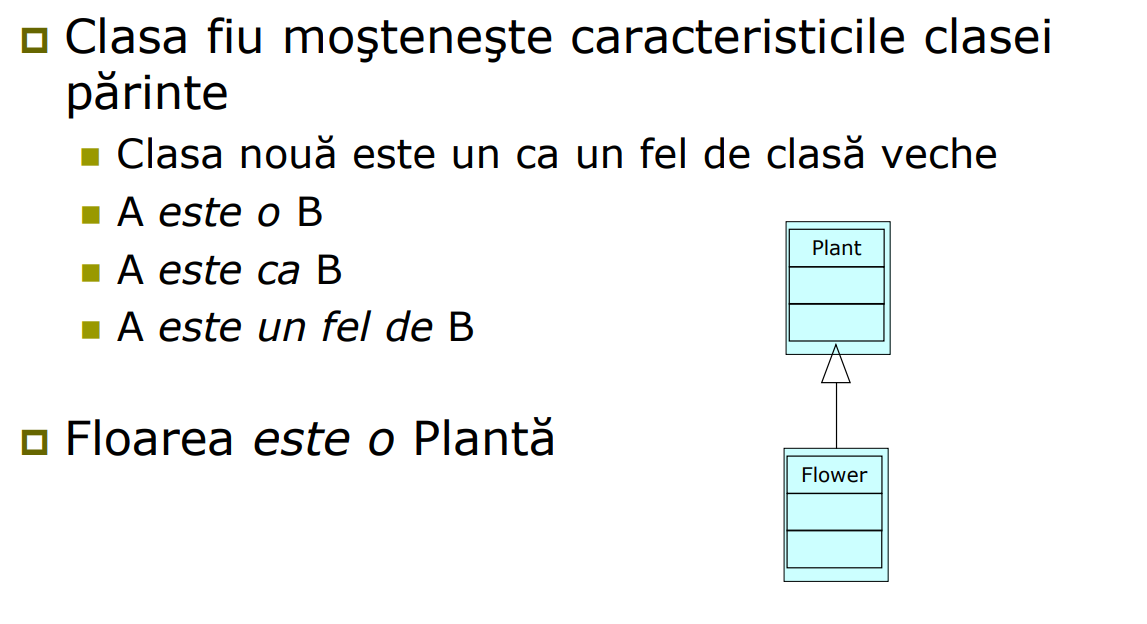 Clasa fiu moşteneşte caracteristicile clasei
părinte
Clasa nouă este un ca un fel de clasă veche
A este o B
A este ca B
A este un fel de B
Floarea este o Plantă
Plant
Flower